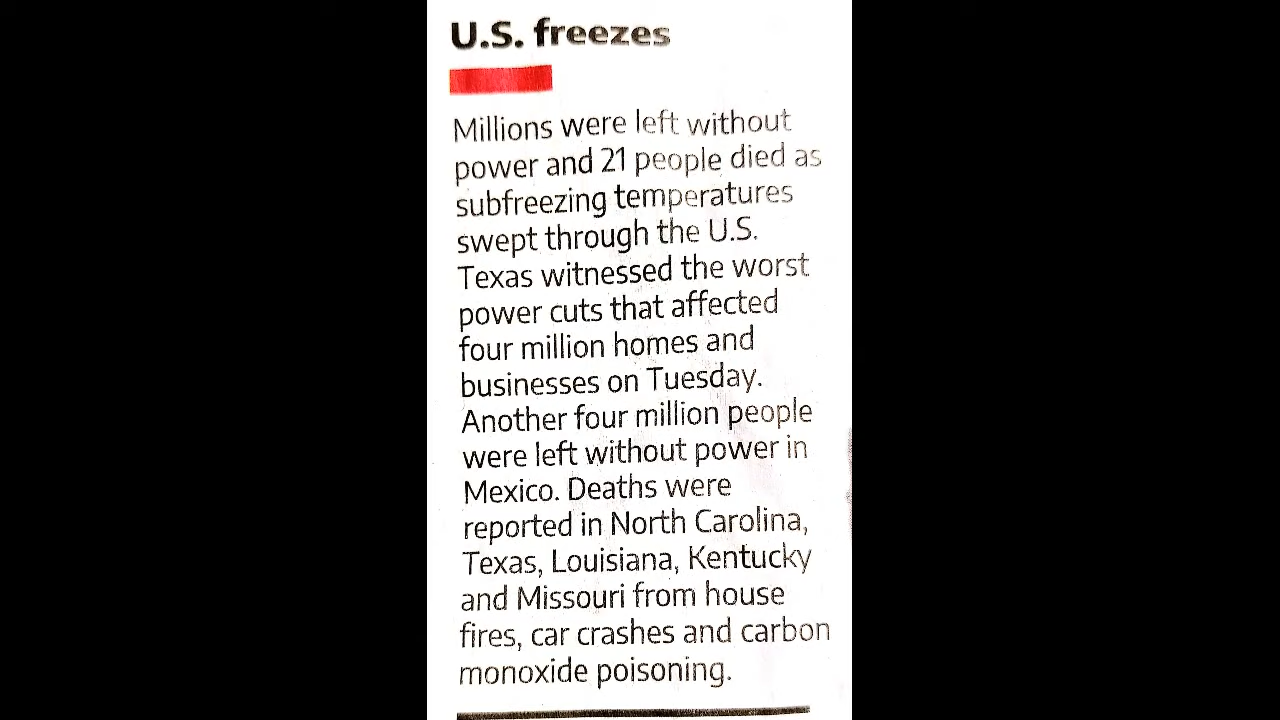 U.S. freezes
Millions were left without
power and 21 people died as
subfreezing temperatures
swept through the U.S.
Texas witnessed the worst
power cuts that affected
four million homes and
businesses on Tuesday.
Another four million people
were left without power in
Mexico. Deaths were
reported in North Carolina,
Texas, Louisiana, Kentucky
and Missouri from house
fires, car crashes and carbon
monoxide poisoning.